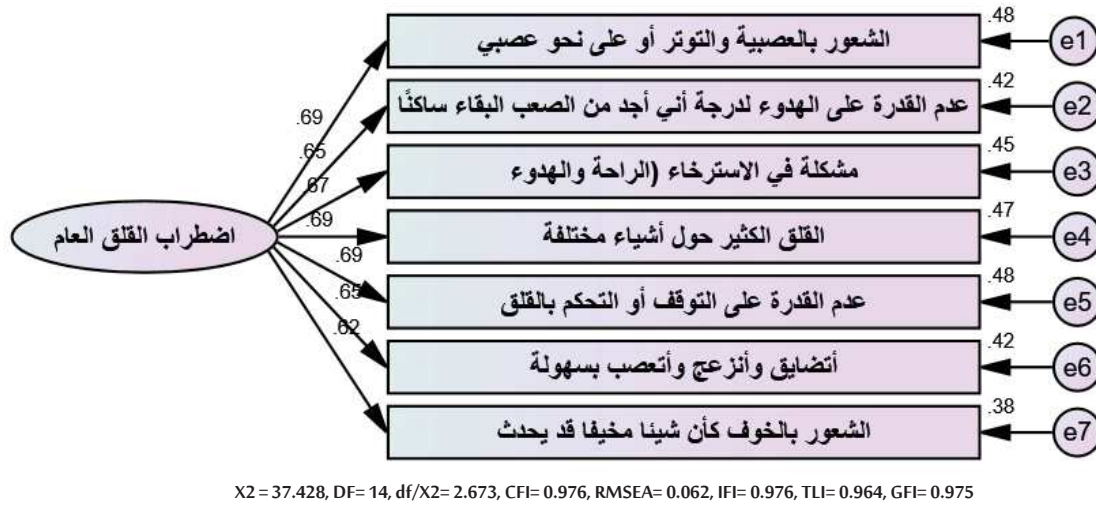 .48
الشعور بالعصبية والتوتر أو على نحو عصبي
e1
.69
.42
عدم القدرة على الهدوء لدرجة أني أجد من الصعب البقاء ساكنًا
e2
.65
.45
مشكلة في الاسترخاء (الراحة والهدوء
e3
.67
.47
القلق الكثير حول أشياء مختلفة
e4
.69
اضطراب القلق العام
.48
عدم القدرة على التوقف أو التحكم بالقلق
e5
.69
.42
أتضايق وأنزعج وأتعصب بسهولة
e6
.65
.38
الشعور بالخوف كأن شيئا مخيفا قد يحدث
e7
.62
X2 = 37.428, DF= 14, df/X2= 2.673, CFI= 0.976, RMSEA= 0.062, IFI= 0.976, TLI= 0.964, GFI= 0.975